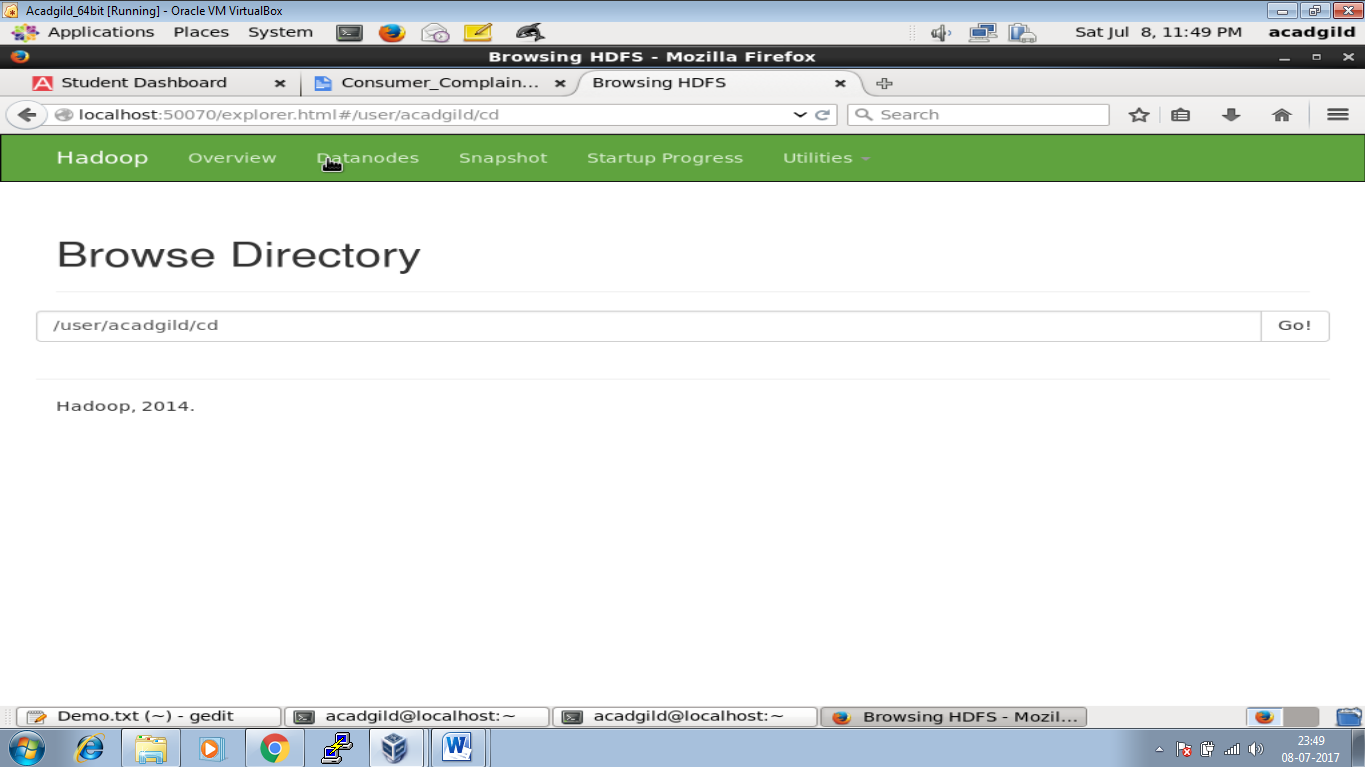 Acadgild_64bit [Running] - Oracle VM VirtualBox
Applications Places System Sat Jul 8, 11:49 PM acadgild
Browsing HDFS - Mozilla Firefox
Student Dashboard Consumer_Complain... Browsing HDFS
localhost:50070/explorer.html#/user/acadgild/cd Search
Hadoop Overview Datanodes Snapshot Startup Progress Utilities
Browse Directory
/user/acadgild/cd Go!
Hadoop, 2014.
Demo.txt (~) - gedit acadgild@localhost:~ acadgild@localhost:~ Browsing HDFS - Mozil...
23:49
08-07-2017